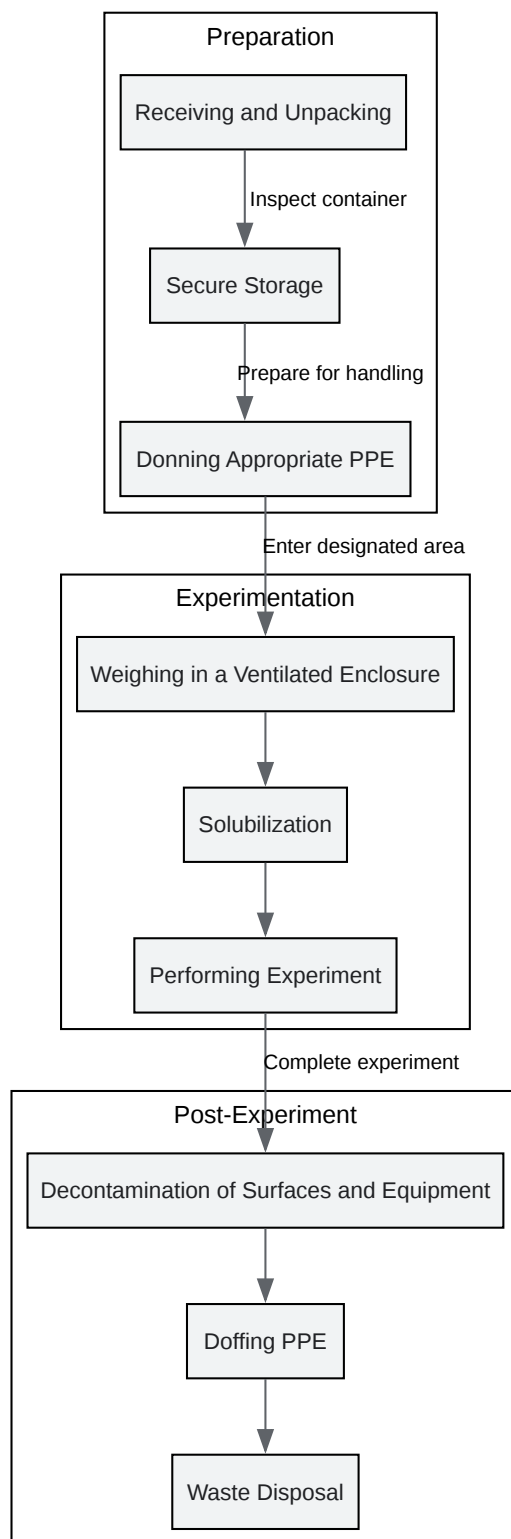 Preparation
Receiving and Unpacking
Inspect container
Secure Storage
Prepare for handling
Donning Appropriate PPE
Enter designated area
Experimentation
Weighing in a Ventilated Enclosure
Solubilization
Performing Experiment
Complete experiment
Post-Experiment
Decontamination of Surfaces and Equipment
Doffing PPE
Waste Disposal